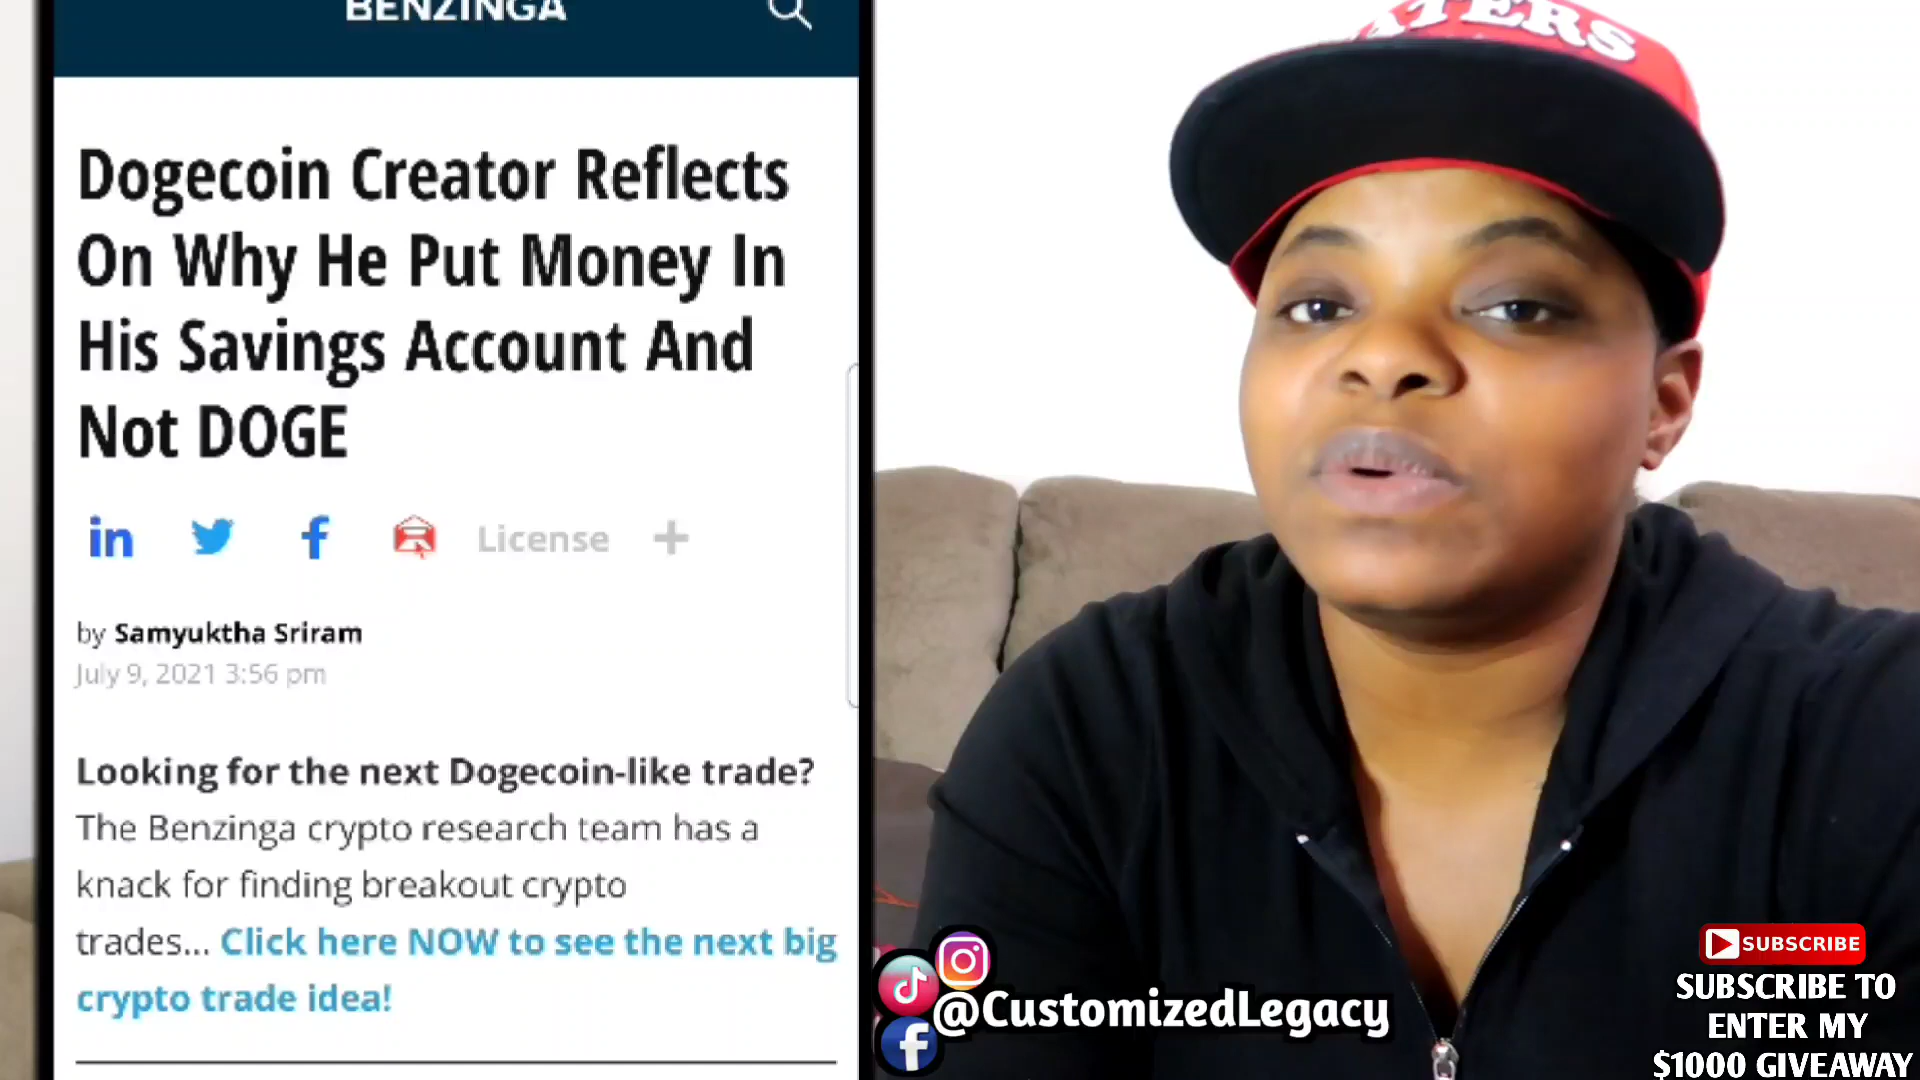 BENZINGA
Dogecoin Creator Reflects
On Why He Put Money In
His Savings Account And
Not DOGE
in
License +
by Samyuktha Sriram
July 9, 2021 3:56 pm
Looking for the next Dogecoin-like trade?
The Benzinga crypto research team has a
knack for finding breakout crypto
trades... Click here NOW to see the next big
crypto trade idea!
@CustomizedLegacy
SUBSCRIBE
SUBSCRIBE TO
ENTER MY
$1000 GIVEAWAY